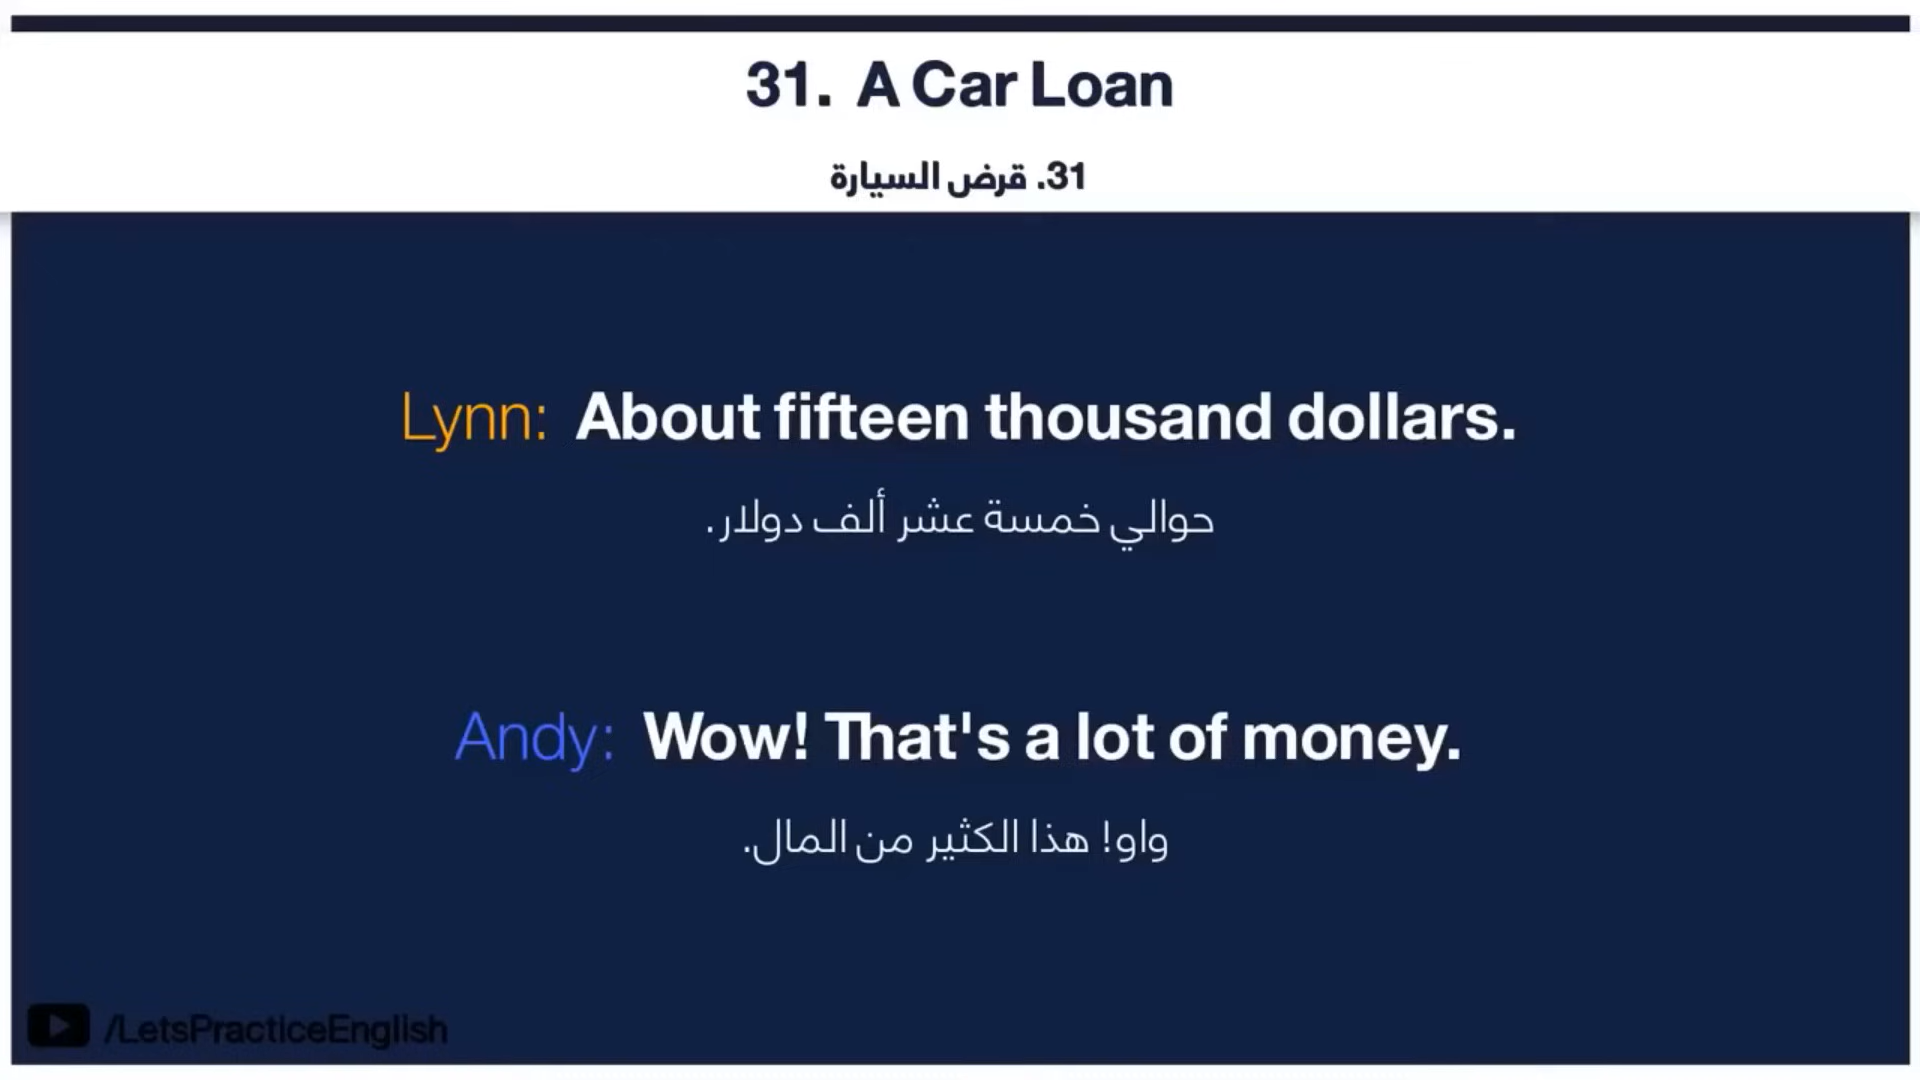 31. A Car Loan
31. قرض السيارة
Lynn: About fifteen thousand dollars.
حوالي خمسة عشر ألف دولار.
Andy: Wow! That's a lot of money.
واو! هذا الكثير من المال.
/LetsPracticeEnglish